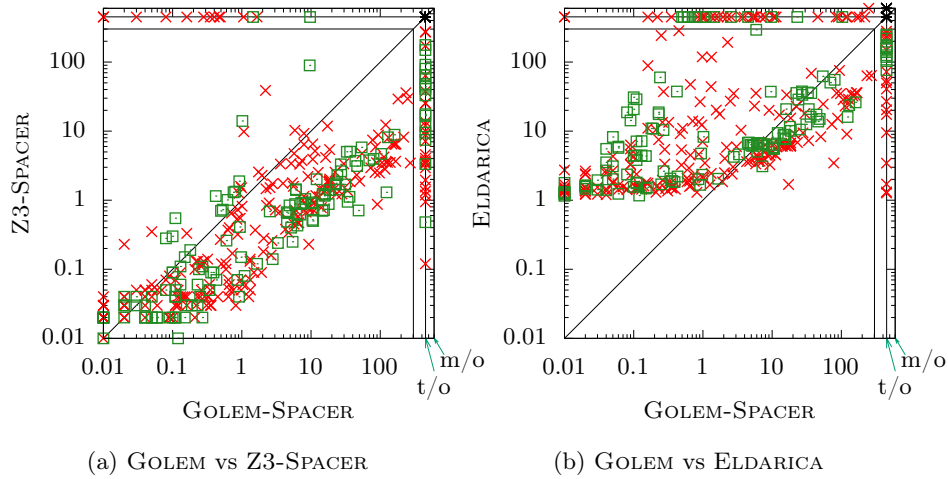 100
10
1
0.1
0.01
Z3-SPACER
0.01 0.1 1 10 100
m/o
t/o
GOLEM-SPACER
(a) GOLEM vs Z3-SPACER
100
10
1
0.1
0.01
ELDARICA
0.01 0.1 1 10 100
m/o
t/o
GOLEM-SPACER
(b) GOLEM vs ELDARICA